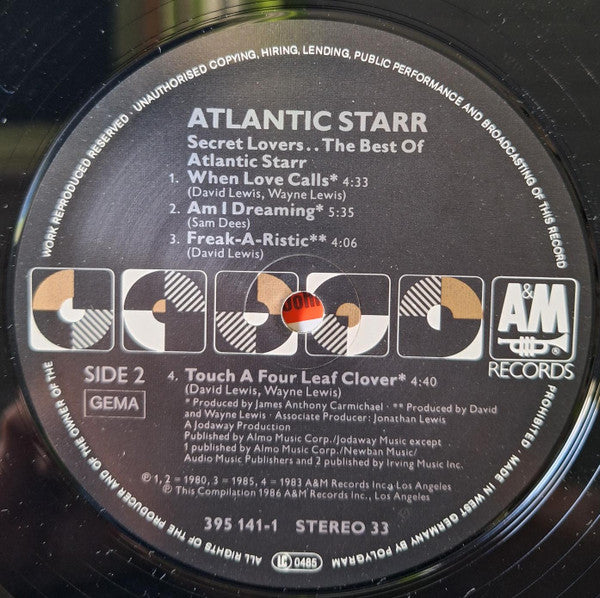 WORK REPRODUCED RESERVED · UNAUTHORISED COPYING, HIRING, LENDING, PUBLIC PERFORMANCE AND BROADCASTING OF THIS RECORD
ATLANTIC STARR
Secret Lovers.. The Best Of
Atlantic Starr
1. When Love Calls* 4:33
(David Lewis, Wayne Lewis)
2. Am I Dreaming* 5:35
(Sam Dees)
3. Freak-A-Ristic** 4:06
(David Lewis)
A&M
RECORDS
SIDE 2
GEMA
4. Touch A Four Leaf Clover* 4:40
(David Lewis, Wayne Lewis)
* Produced by James Anthony Carmichael · ** Produced by David
and Wayne Lewis · Associate Producer: Jonathan Lewis
A Jodaway Production
Published by Almo Music Corp./Jodaway Music except
1 published by Almo Music Corp./Newban Music/
Audio Music Publishers and 2 published by Irving Music Inc.
℗ 1, 2 = 1980, 3 = 1985, 4 = 1983 A&M Records Inc., Los Angeles
℗ This Compilation 1986 A&M Records Inc., Los Angeles
395 141-1 STEREO 33
LC 0485
ALL RIGHTS OF THE PRODUCER AND OF THE OWNER OF THE
PROHIBITED. MADE IN WEST GERMANY BY POLYGRAM